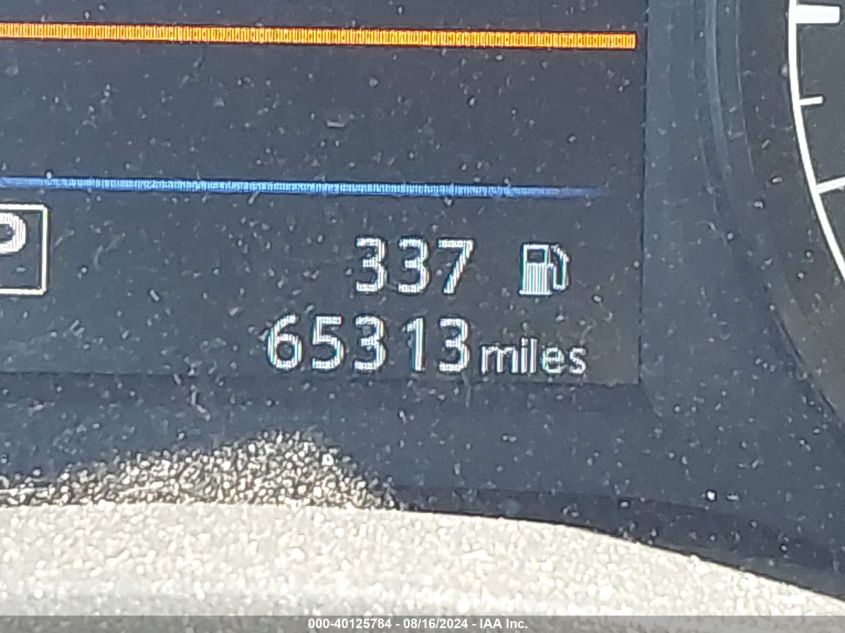 P
337
65313 miles
000-40125784 - 08/16/2024 - IAA Inc.